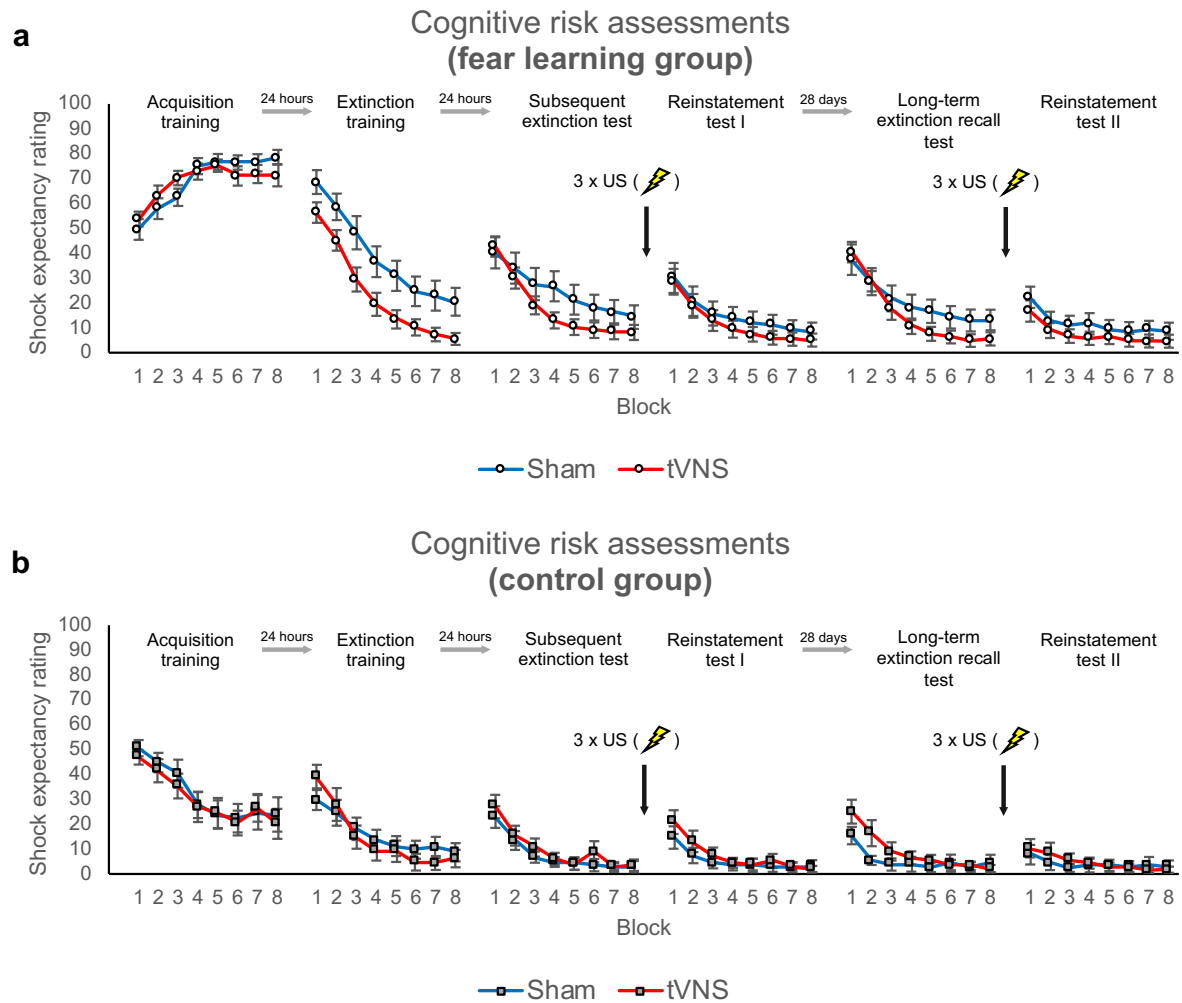 a
Cognitive risk assessments
(fear learning group)
Shock expectancy rating
100
90
80
70
60
50
40
30
20
10
0
Acquisition
training
24 hours
Extinction
training
24 hours
Subsequent
extinction test
Reinstatement
test I
28 days
Long-term
extinction recall
test
Reinstatement
test II
3 x US ( )
3 x US ( )
1 2 3 4 5 6 7 8 1 2 3 4 5 6 7 8 1 2 3 4 5 6 7 8 1 2 3 4 5 6 7 8 1 2 3 4 5 6 7 8 1 2 3 4 5 6 7 8
Block
Sham tVNS
b
Cognitive risk assessments
(control group)
Shock expectancy rating
100
90
80
70
60
50
40
30
20
10
0
Acquisition
training
24 hours
Extinction
training
24 hours
Subsequent
extinction test
Reinstatement
test I
28 days
Long-term
extinction recall
test
Reinstatement
test II
3 x US ( )
3 x US ( )
1 2 3 4 5 6 7 8 1 2 3 4 5 6 7 8 1 2 3 4 5 6 7 8 1 2 3 4 5 6 7 8 1 2 3 4 5 6 7 8 1 2 3 4 5 6 7 8
Block
Sham tVNS